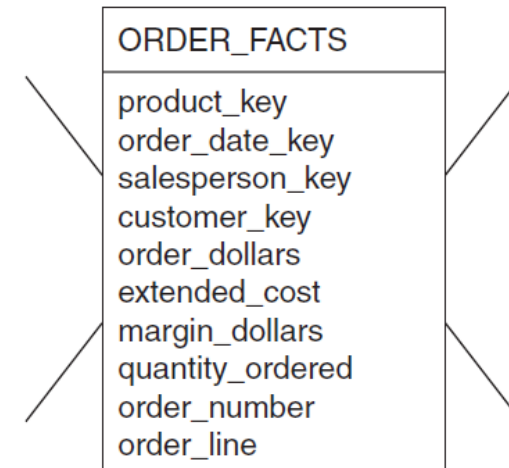 ORDER_FACTS
product_key
order_date_key
salesperson_key
customer_key
order_dollars
extended_cost
margin_dollars
quantity_ordered
order_number
order_line